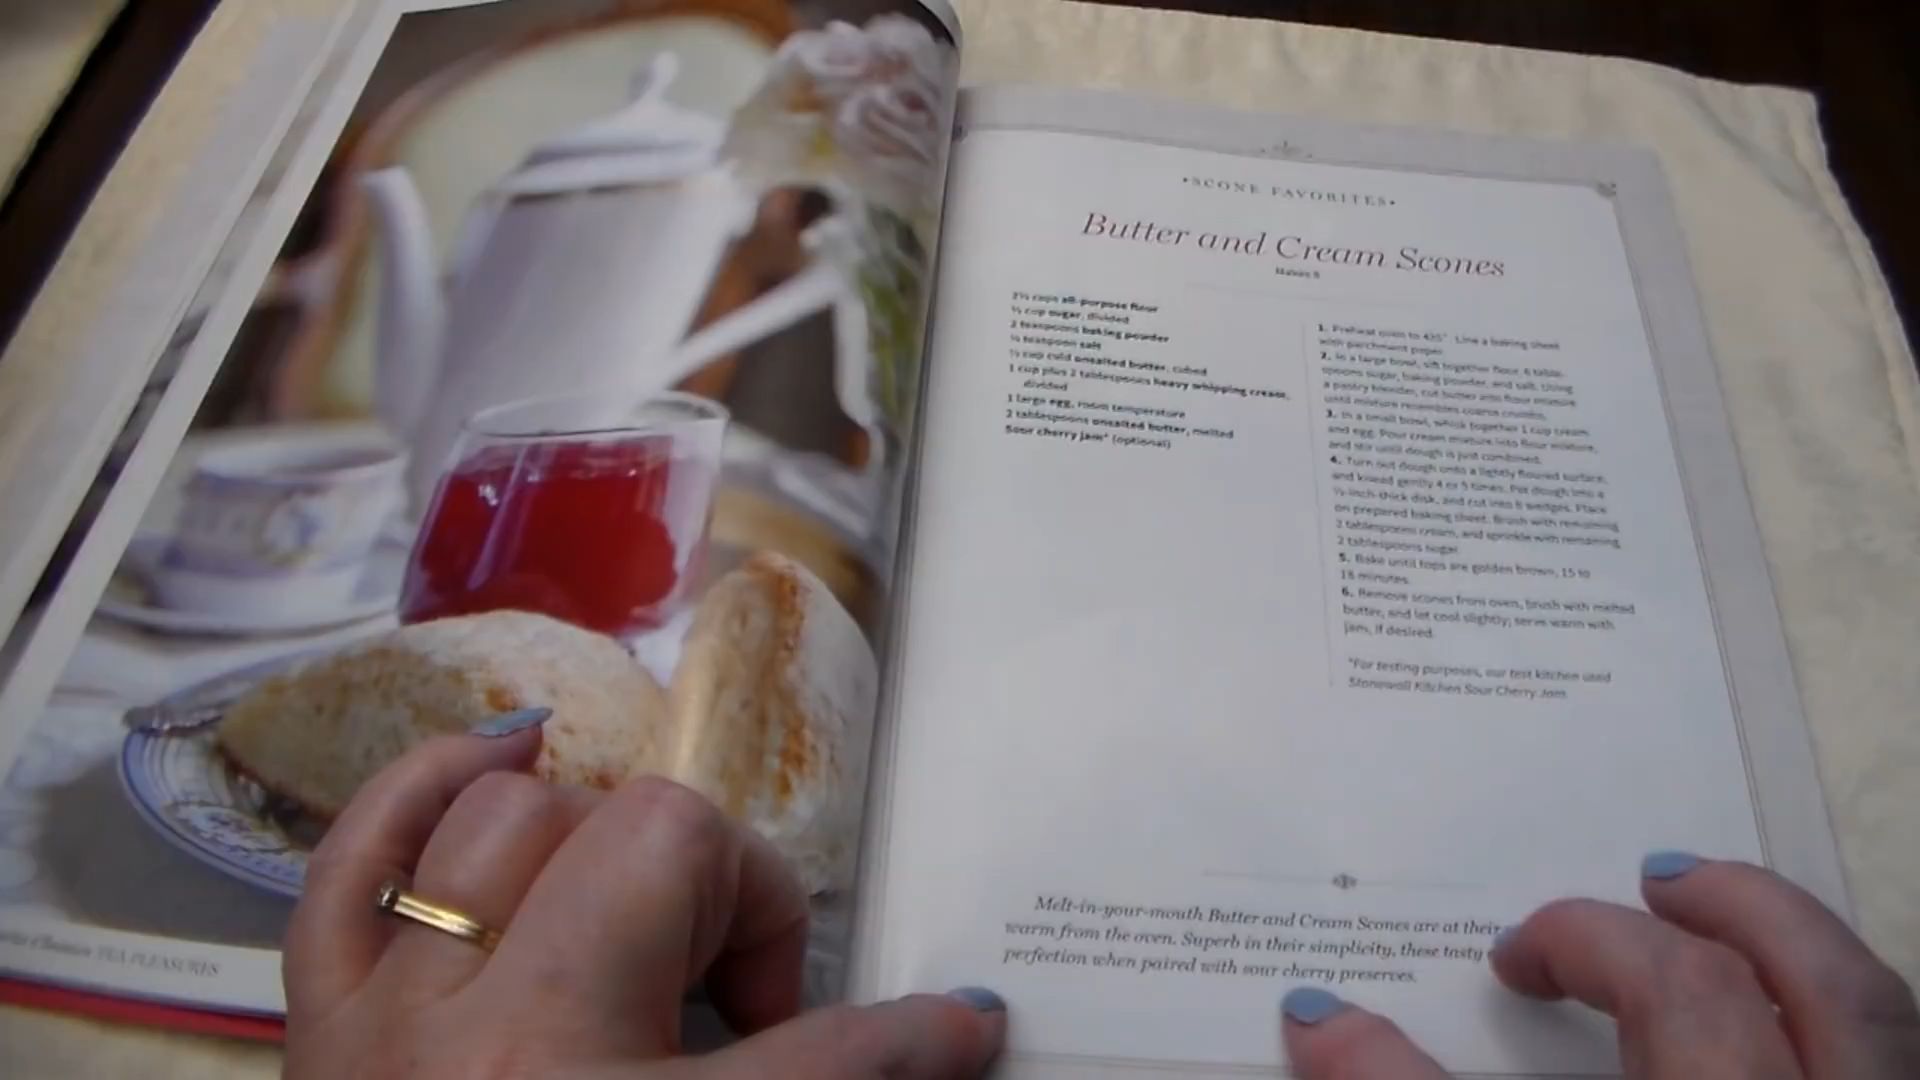 •SCONE FAVORITES•
Butter and Cream Scones
Makes 8
cups all-purpose flour
cup sugar, divided
2 teaspoons baking powder
teaspoon salt
cup cold unsalted butter, cubed
1 cup plus 2 tablespoons heavy whipping cream,
divided
1 large egg, room temperature
2 tablespoons unsalted butter, melted
Sour cherry jam* (optional)
1. Preheat oven to 425°. Line a baking sheet
with parchment paper.
2. In a large bowl, sift together flour, 6 table-
spoons sugar, baking powder, and salt. Using
a pastry blender, cut butter into flour mixture
until mixture resembles coarse crumbs.
3. In a small bowl, whisk together 1 cup cream
and egg. Pour cream mixture into flour mixture,
and stir until dough is just combined.
4. Turn out dough onto a lightly floured surface,
and knead gently 4 or 5 times. Pat dough into a
-inch-thick disk, and cut into 8 wedges. Place
on prepared baking sheet. Brush with remaining
2 tablespoons cream, and sprinkle with remaining
2 tablespoons sugar.
5. Bake until tops are golden brown, 15 to
18 minutes.
6. Remove scones from oven, brush with melted
butter, and let cool slightly; serve warm with
jam, if desired.
*For testing purposes, our test kitchen used
Stonewall Kitchen Sour Cherry Jam.
Melt-in-your-mouth Butter and Cream Scones are at their
warm from the oven. Superb in their simplicity, these tasty
perfection when paired with sour cherry preserves.
Classics TEA PLEASURES